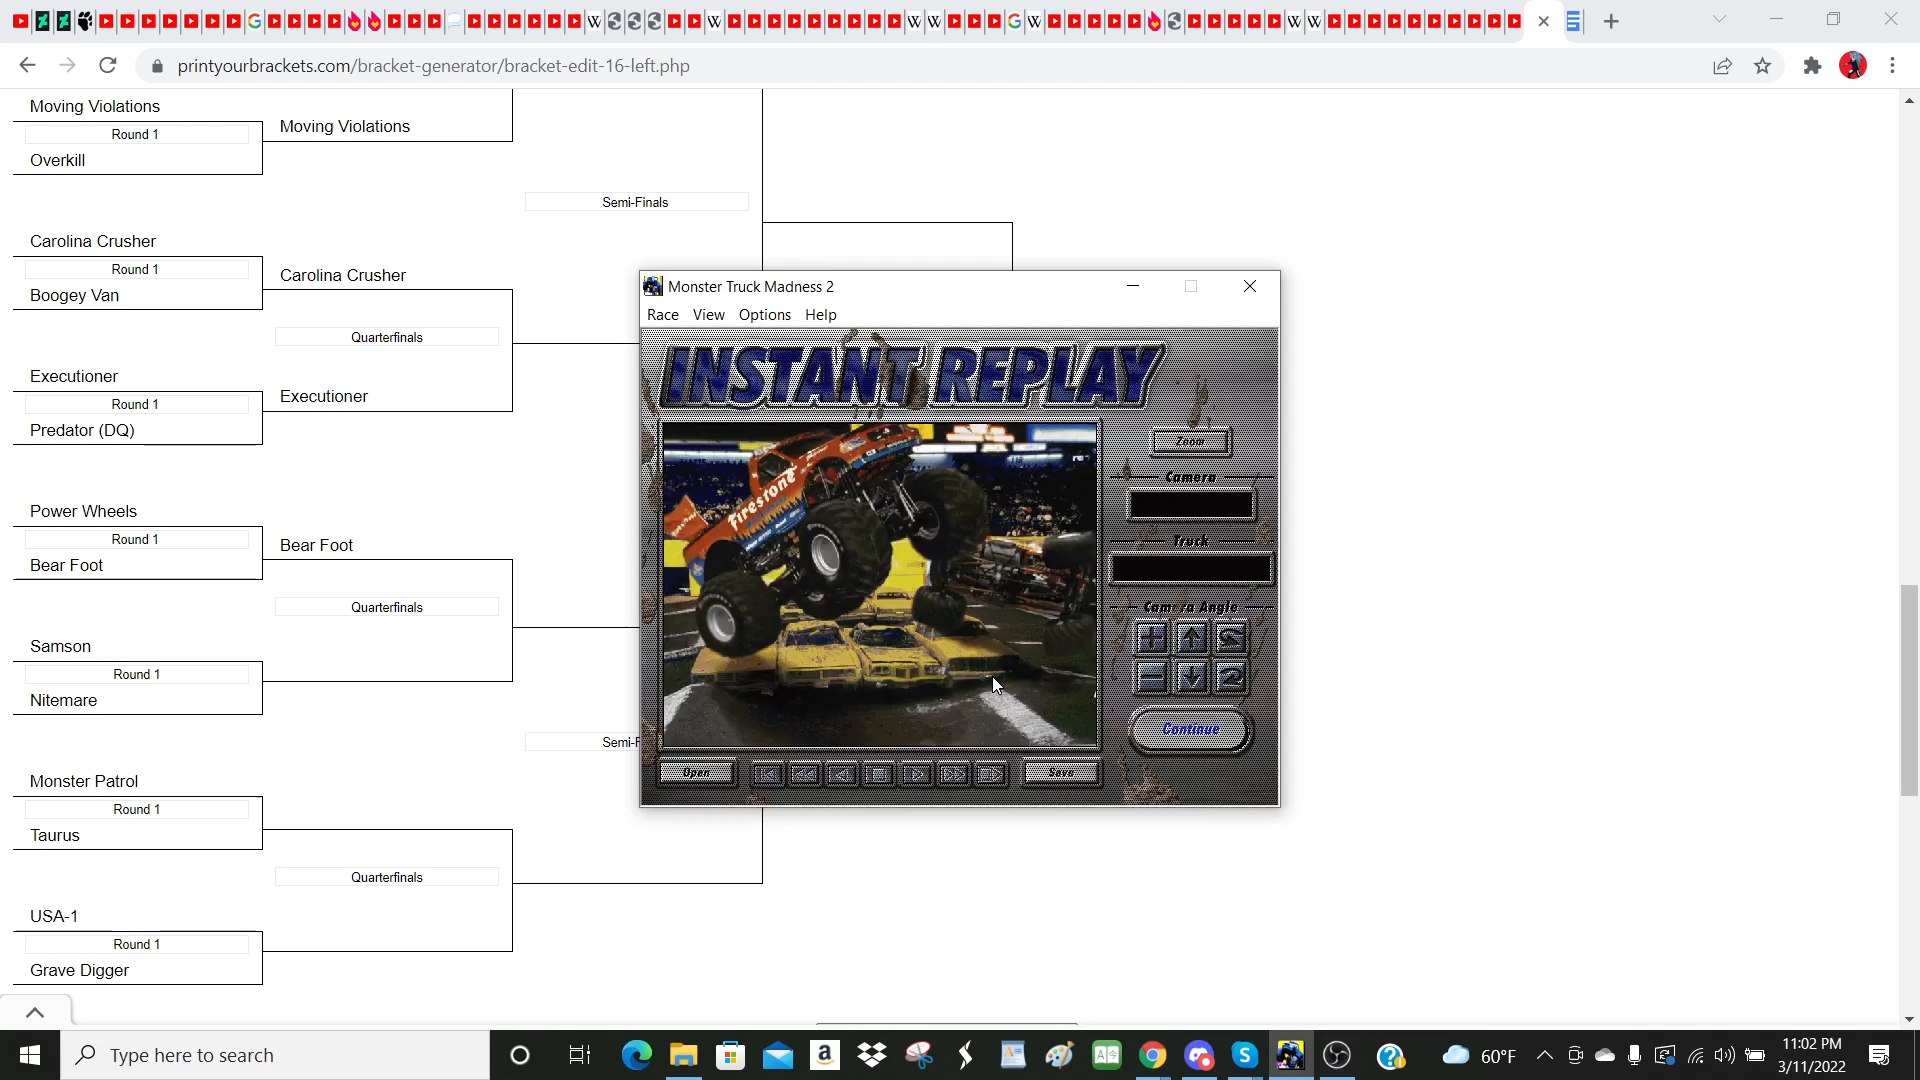 printyourbrackets.com/bracket-generator/bracket-edit-16-left.php
Moving Violations
Round 1
Overkill
Moving Violations
Semi-Finals
Carolina Crusher
Round 1
Boogey Van
Carolina Crusher
Quarterfinals
Executioner
Round 1
Predator (DQ)
Executioner
Power Wheels
Round 1
Bear Foot
Bear Foot
Quarterfinals
Samson
Round 1
Nitemare
Semi-F
Monster Patrol
Round 1
Taurus
Quarterfinals
USA-1
Round 1
Grave Digger
Monster Truck Madness 2
Race View Options Help
INSTANT REPLAY
Firestone
Zoom
Camera
Truck
Camera Angle
Continue
Open
Save
Type here to search
60°F
11:02 PM
3/11/2022